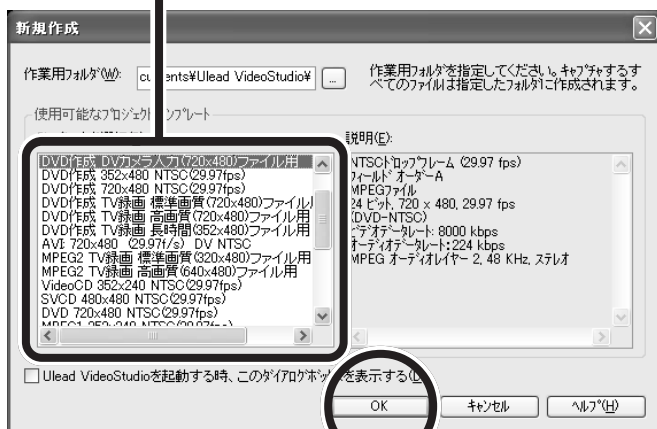 新規作成
作業用フォルダ(W): cuments¥Ulead VideoStudio¥ ... 作業用フォルダを指定してください。キャプチャするすべてのファイルは指定したフォルダに作成されます。
使用可能なプロジェクト
説明(E):
DVD作成 DVカメラ入力(720x480)ファイル用
DVD作成 352x480 NTSC(29.97fps)
DVD作成 720x480 NTSC(29.97fps)
DVD作成 TV録画 標準画質(720x480)ファイル
DVD作成 TV録画 高画質(720x480)ファイル用
DVD作成 TV録画 長時間(352x480)ファイル用
AVI: 720x480 (29.97f/s) DV NTSC
MPEG2 TV録画 標準画質(320x480)ファイル用
MPEG2 TV録画 高画質(640x480)ファイル用
VideoCD 352x240 NTSC(29.97fps)
SVCD 480x480 NTSC(29.97fps)
DVD 720x480 NTSC(29.97fps)
MPEG1 352x240 NTSC(29.97fps)
NTSCドロップフレーム (29.97 fps)
フィールド オーダーA
MPEGファイル
24 ビット, 720 x 480, 29.97 fps
(DVD-NTSC)
ビデオデータレート: 8000 kbps
オーディオデータレート: 224 kbps
MPEG オーディオレイヤー 2, 48 KHz, ステレオ
Ulead VideoStudioを起動する時、このダイアログボックスを表示する(D)
OK キャンセル ヘルプ(H)